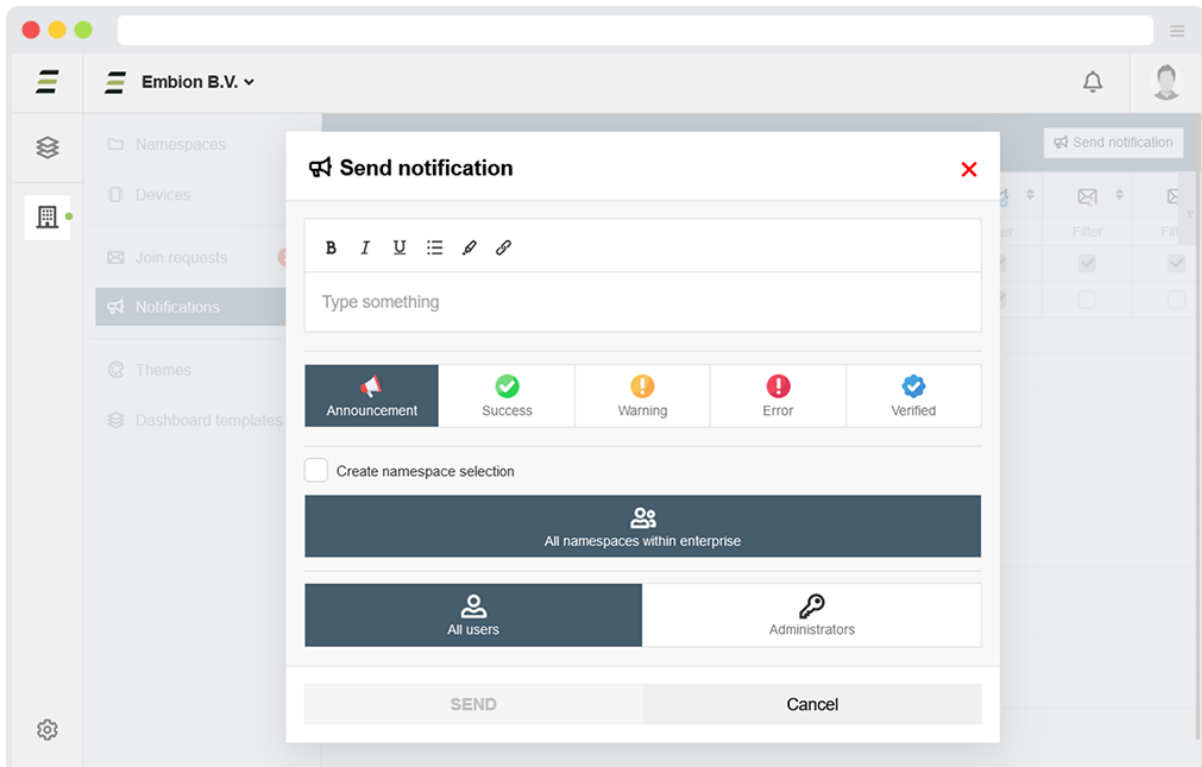 Embion B.V.
Namespaces
Devices
Join requests
Notifications
Themes
Dashboard templates
Send notification
Filter
Send notification
B I U
Type something
Announcement Success Warning Error Verified
Create namespace selection
All namespaces within enterprise
All users Administrators
SEND Cancel